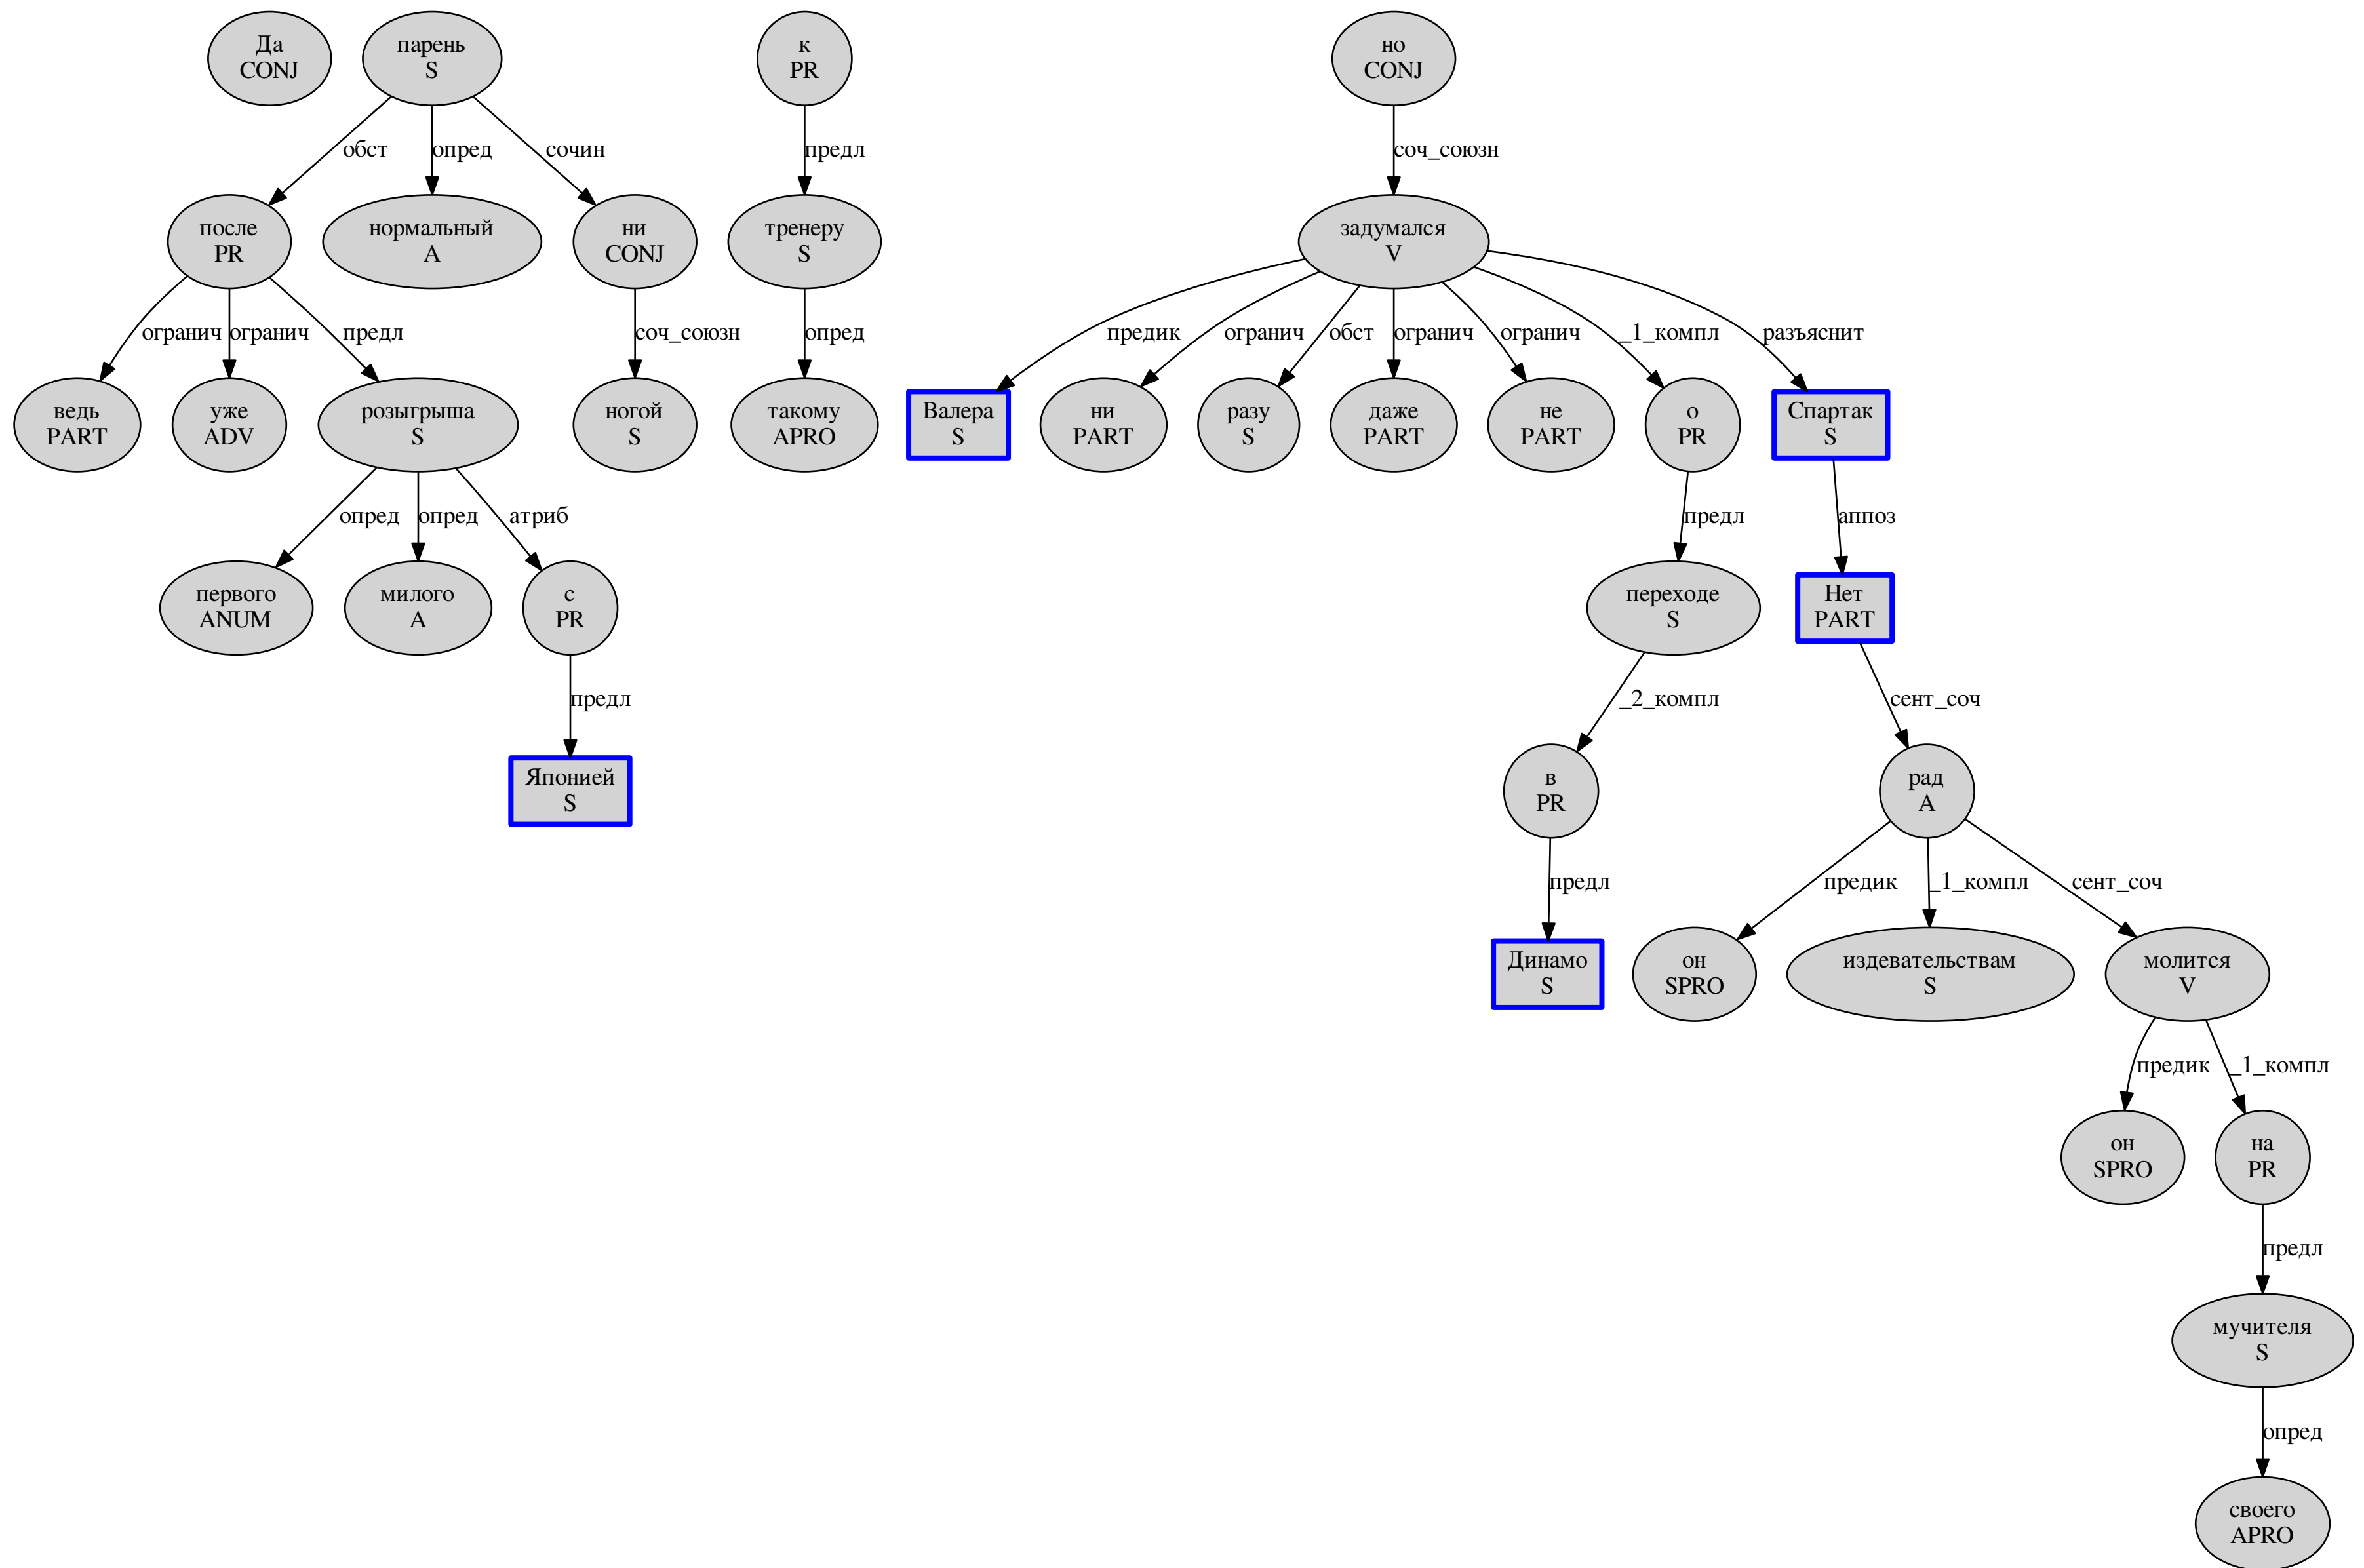 Да
CONJ
парень
S
к
PR
но
CONJ
обст
опред
сочин
предл
соч_союзн
после
PR
нормальный
A
ни
CONJ
тренеру
S
задумался
V
огранич
огранич
предл
соч_союзн
опред
предик
огранич
обст
огранич
огранич
_1_компл
разъяснит
ведь
PART
уже
ADV
розыгрыша
S
ногой
S
такому
APRO
Валера
S
ни
PART
разу
S
даже
PART
не
PART
о
PR
Спартак
S
опред
опред
атриб
предл
аппоз
первого
ANUM
милого
A
с
PR
переходе
S
Нет
PART
предл
_2_компл
сент_соч
Японией
S
в
PR
рад
A
предл
предик
_1_компл
сент_соч
Динамо
S
он
SPRO
издевательствам
S
молится
V
предик
_1_компл
он
SPRO
на
PR
предл
мучителя
S
опред
своего
APRO